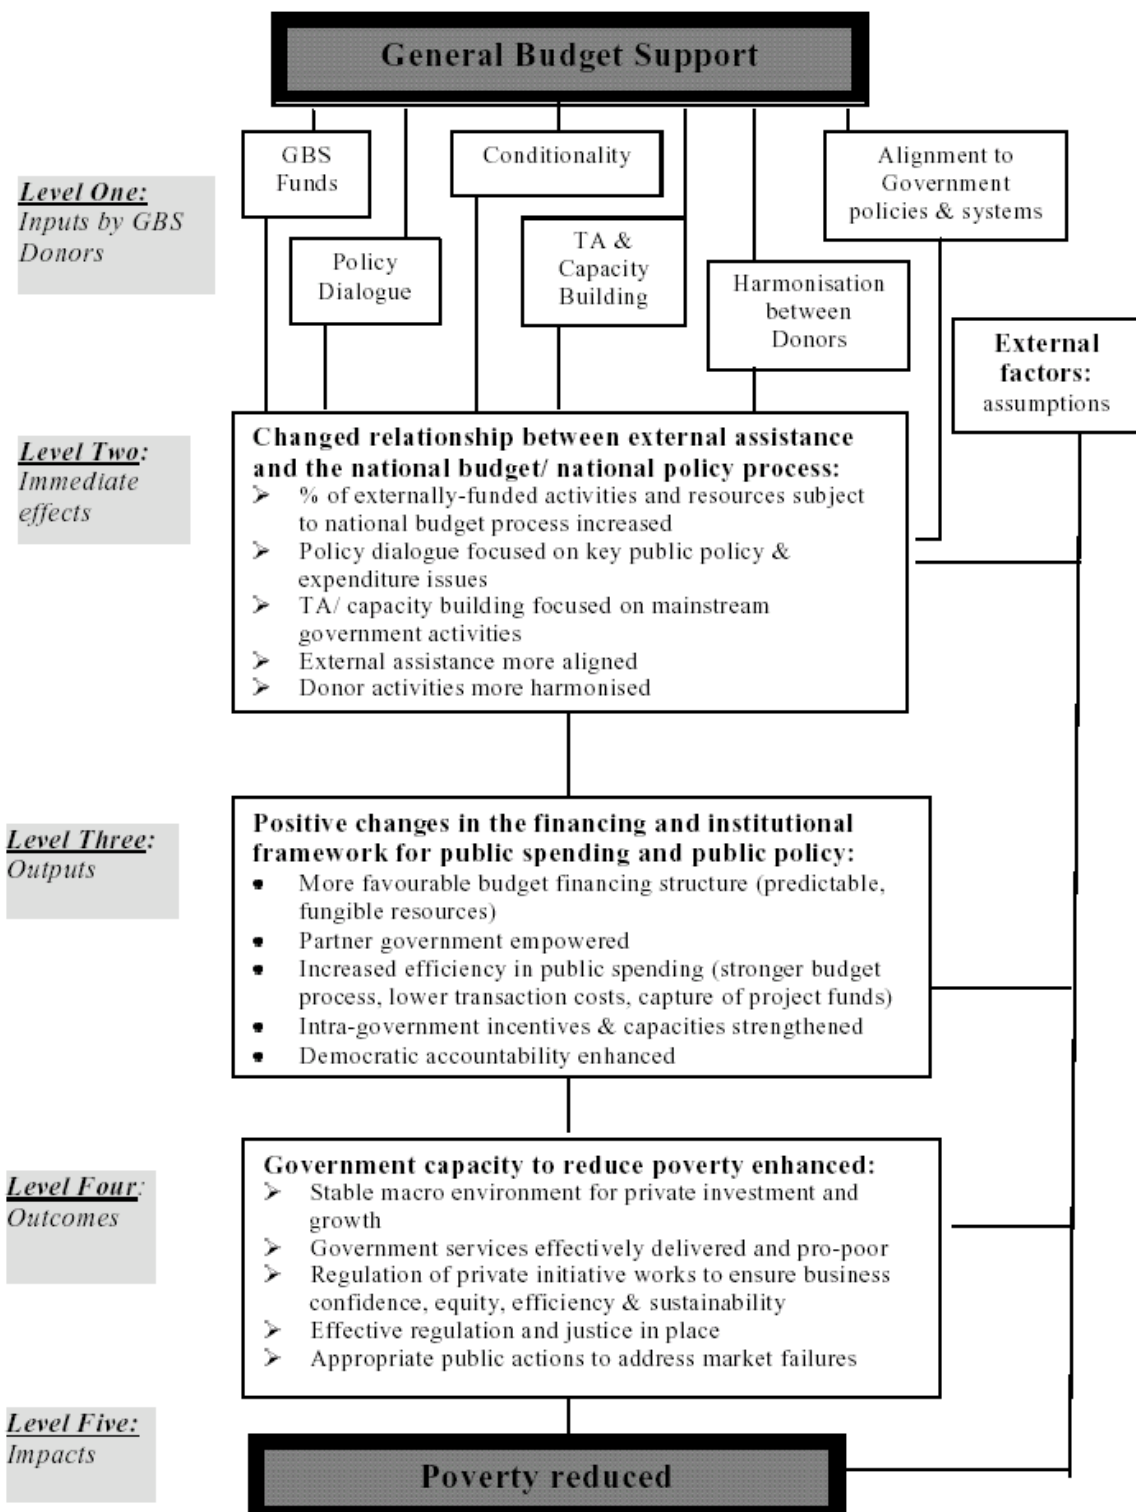 General Budget Support
GBS
Funds
Conditionality
Alignment to
Government
policies & systems
Level One:
Inputs by GBS
Donors
Policy
Dialogue
TA &
Capacity
Building
Harmonisation
between
Donors
External
factors:
assumptions
Level Two:
Immediate
effects
Changed relationship between external assistance
and the national budget/ national policy process:
➢ % of externally-funded activities and resources subject
to national budget process increased
➢ Policy dialogue focused on key public policy &
expenditure issues
➢ TA/ capacity building focused on mainstream
government activities
➢ External assistance more aligned
➢ Donor activities more harmonised
Level Three:
Outputs
Positive changes in the financing and institutional
framework for public spending and public policy:
• More favourable budget financing structure (predictable,
fungible resources)
• Partner government empowered
• Increased efficiency in public spending (stronger budget
process, lower transaction costs, capture of project funds)
• Intra-government incentives & capacities strengthened
• Democratic accountability enhanced
Level Four:
Outcomes
Government capacity to reduce poverty enhanced:
➢ Stable macro environment for private investment and
growth
➢ Government services effectively delivered and pro-poor
➢ Regulation of private initiative works to ensure business
confidence, equity, efficiency & sustainability
➢ Effective regulation and justice in place
➢ Appropriate public actions to address market failures
Level Five:
Impacts
Poverty reduced